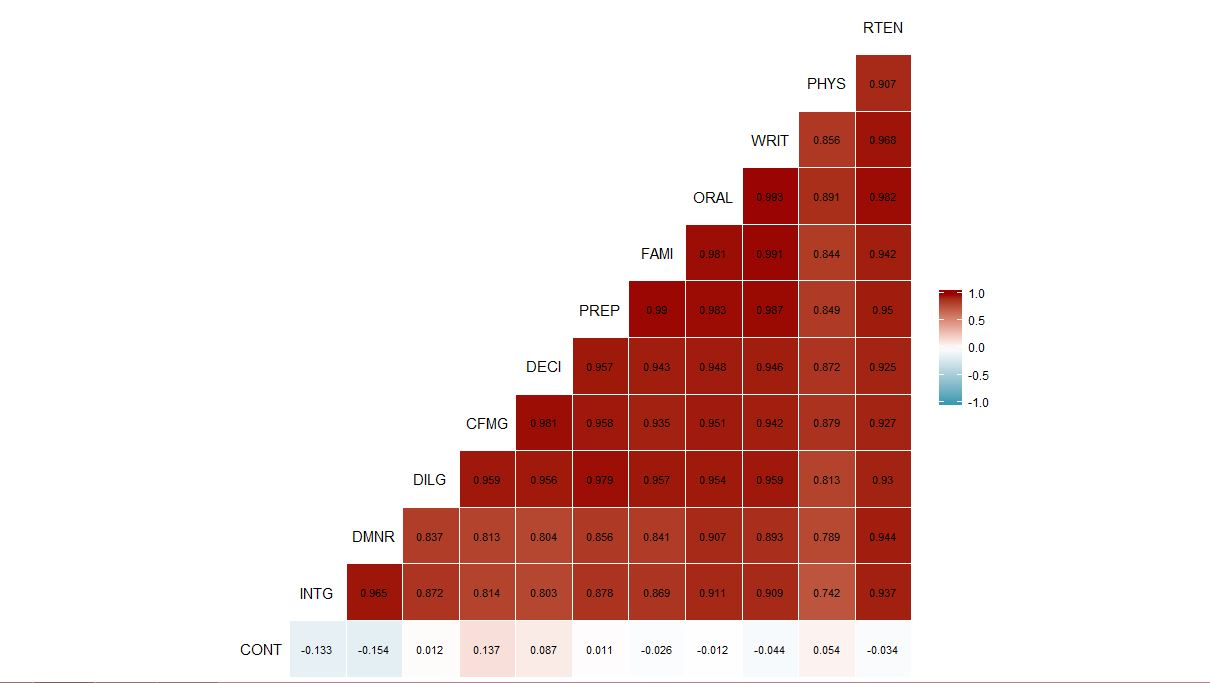 RTEN
PHYS 0.907
WRIT 0.856 0.968
ORAL 0.993 0.891 0.982
FAMI 0.981 0.991 0.844 0.942
PREP 0.99 0.983 0.987 0.849 0.95
DECI 0.957 0.943 0.948 0.946 0.872 0.925
CFMG 0.981 0.958 0.935 0.951 0.942 0.879 0.927
DILG 0.959 0.956 0.979 0.957 0.954 0.959 0.813 0.93
DMNR 0.837 0.813 0.804 0.856 0.841 0.907 0.893 0.789 0.944
INTG 0.965 0.872 0.814 0.803 0.878 0.869 0.911 0.909 0.742 0.937
CONT -0.133 -0.154 0.012 0.137 0.087 0.011 -0.026 -0.012 -0.044 0.054 -0.034
1.0
0.5
0.0
-0.5
-1.0